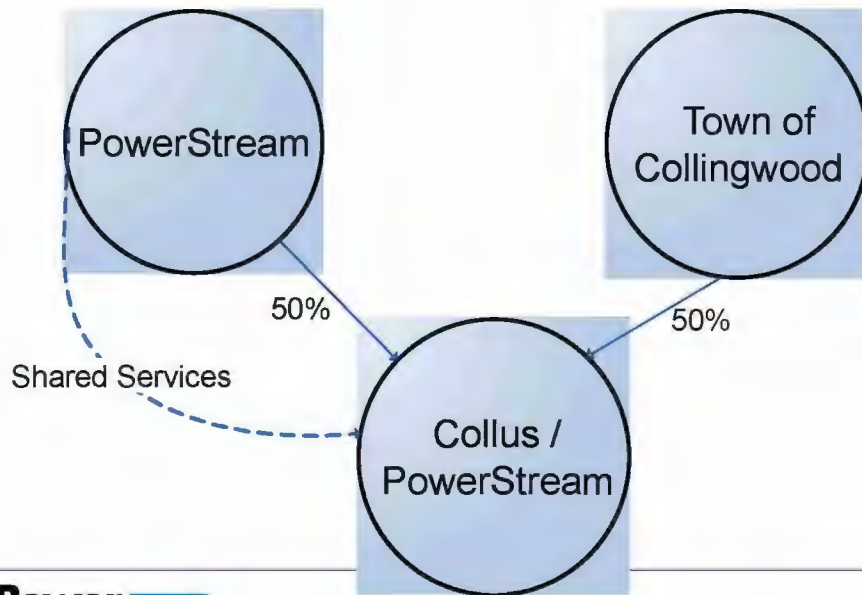 PowerStream
Town of
Collingwood
50%
50%
Shared Services
Collus /
PowerStream